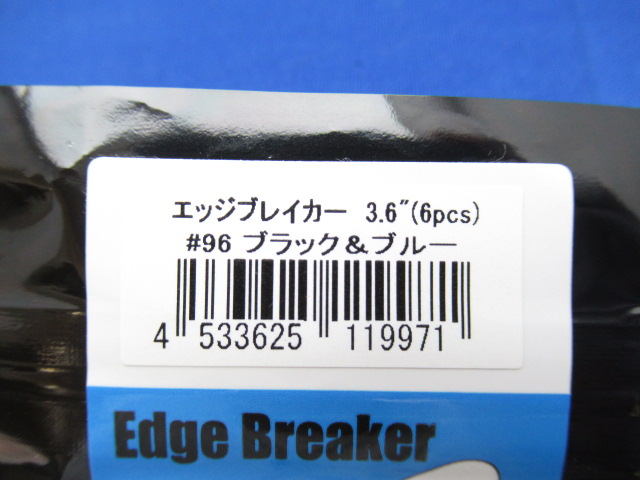 エッジブレイカー 3.6"(6pcs)
#96 ブラック＆ブルー
4 533625 119971
Edge Breaker